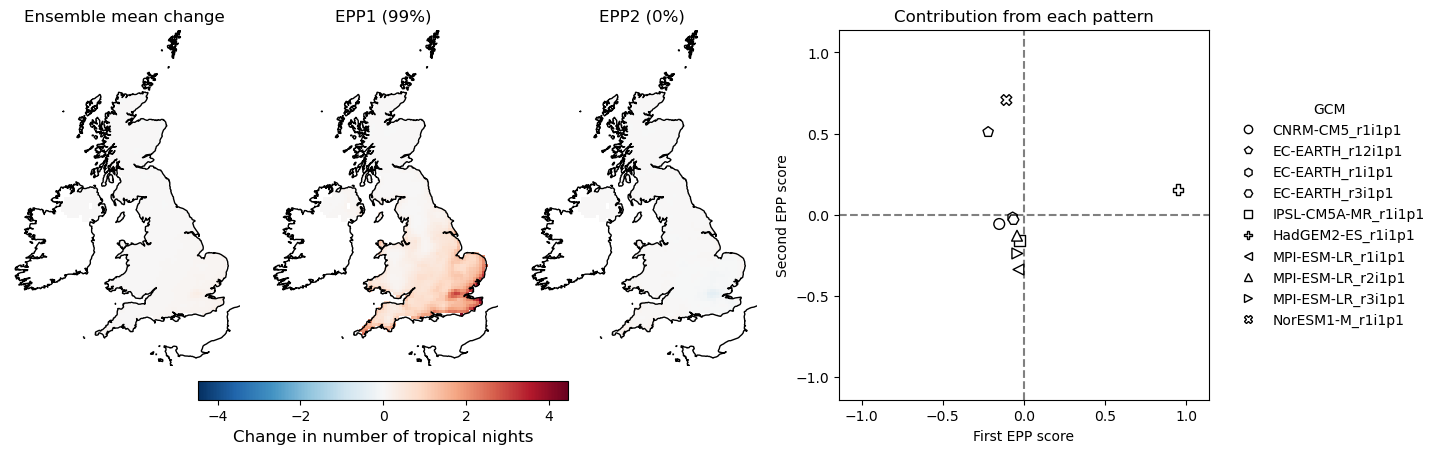 Ensemble mean change
EPP1 (99%)
EPP2 (0%)
Contribution from each pattern
−4
−2
0
2
4
Change in number of tropical nights
Second EPP score
1.0
0.5
0.0
−0.5
−1.0
−1.0
−0.5
0.0
0.5
1.0
First EPP score
GCM
CNRM-CM5_r1i1p1
EC-EARTH_r12i1p1
EC-EARTH_r1i1p1
EC-EARTH_r3i1p1
IPSL-CM5A-MR_r1i1p1
HadGEM2-ES_r1i1p1
MPI-ESM-LR_r1i1p1
MPI-ESM-LR_r2i1p1
MPI-ESM-LR_r3i1p1
NorESM1-M_r1i1p1